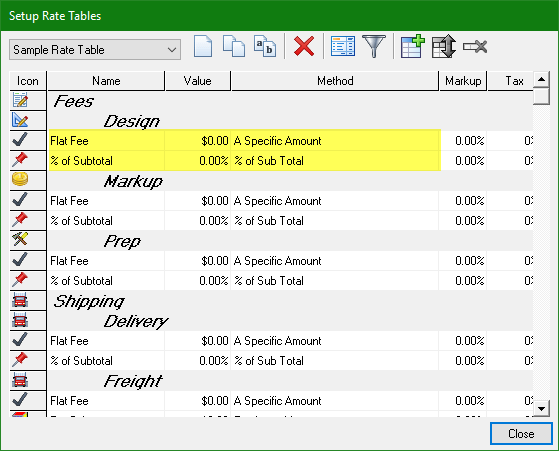 Setup Rate Tables
Sample Rate Table
Icon Name Value Method Markup Tax
Fees
Design
Flat Fee $0.00 A Specific Amount 0.00% 0%
% of Subtotal 0.00% % of Sub Total 0.00% 0%
Markup
Flat Fee $0.00 A Specific Amount 0.00% 0%
% of Subtotal 0.00% % of Sub Total 0.00% 0%
Prep
Flat Fee $0.00 A Specific Amount 0.00% 0%
% of Subtotal 0.00% % of Sub Total 0.00% 0%
Shipping
Delivery
Flat Fee $0.00 A Specific Amount 0.00% 0%
% of Subtotal 0.00% % of Sub Total 0.00% 0%
Freight
Flat Fee $0.00 A Specific Amount 0.00% 0%
Close